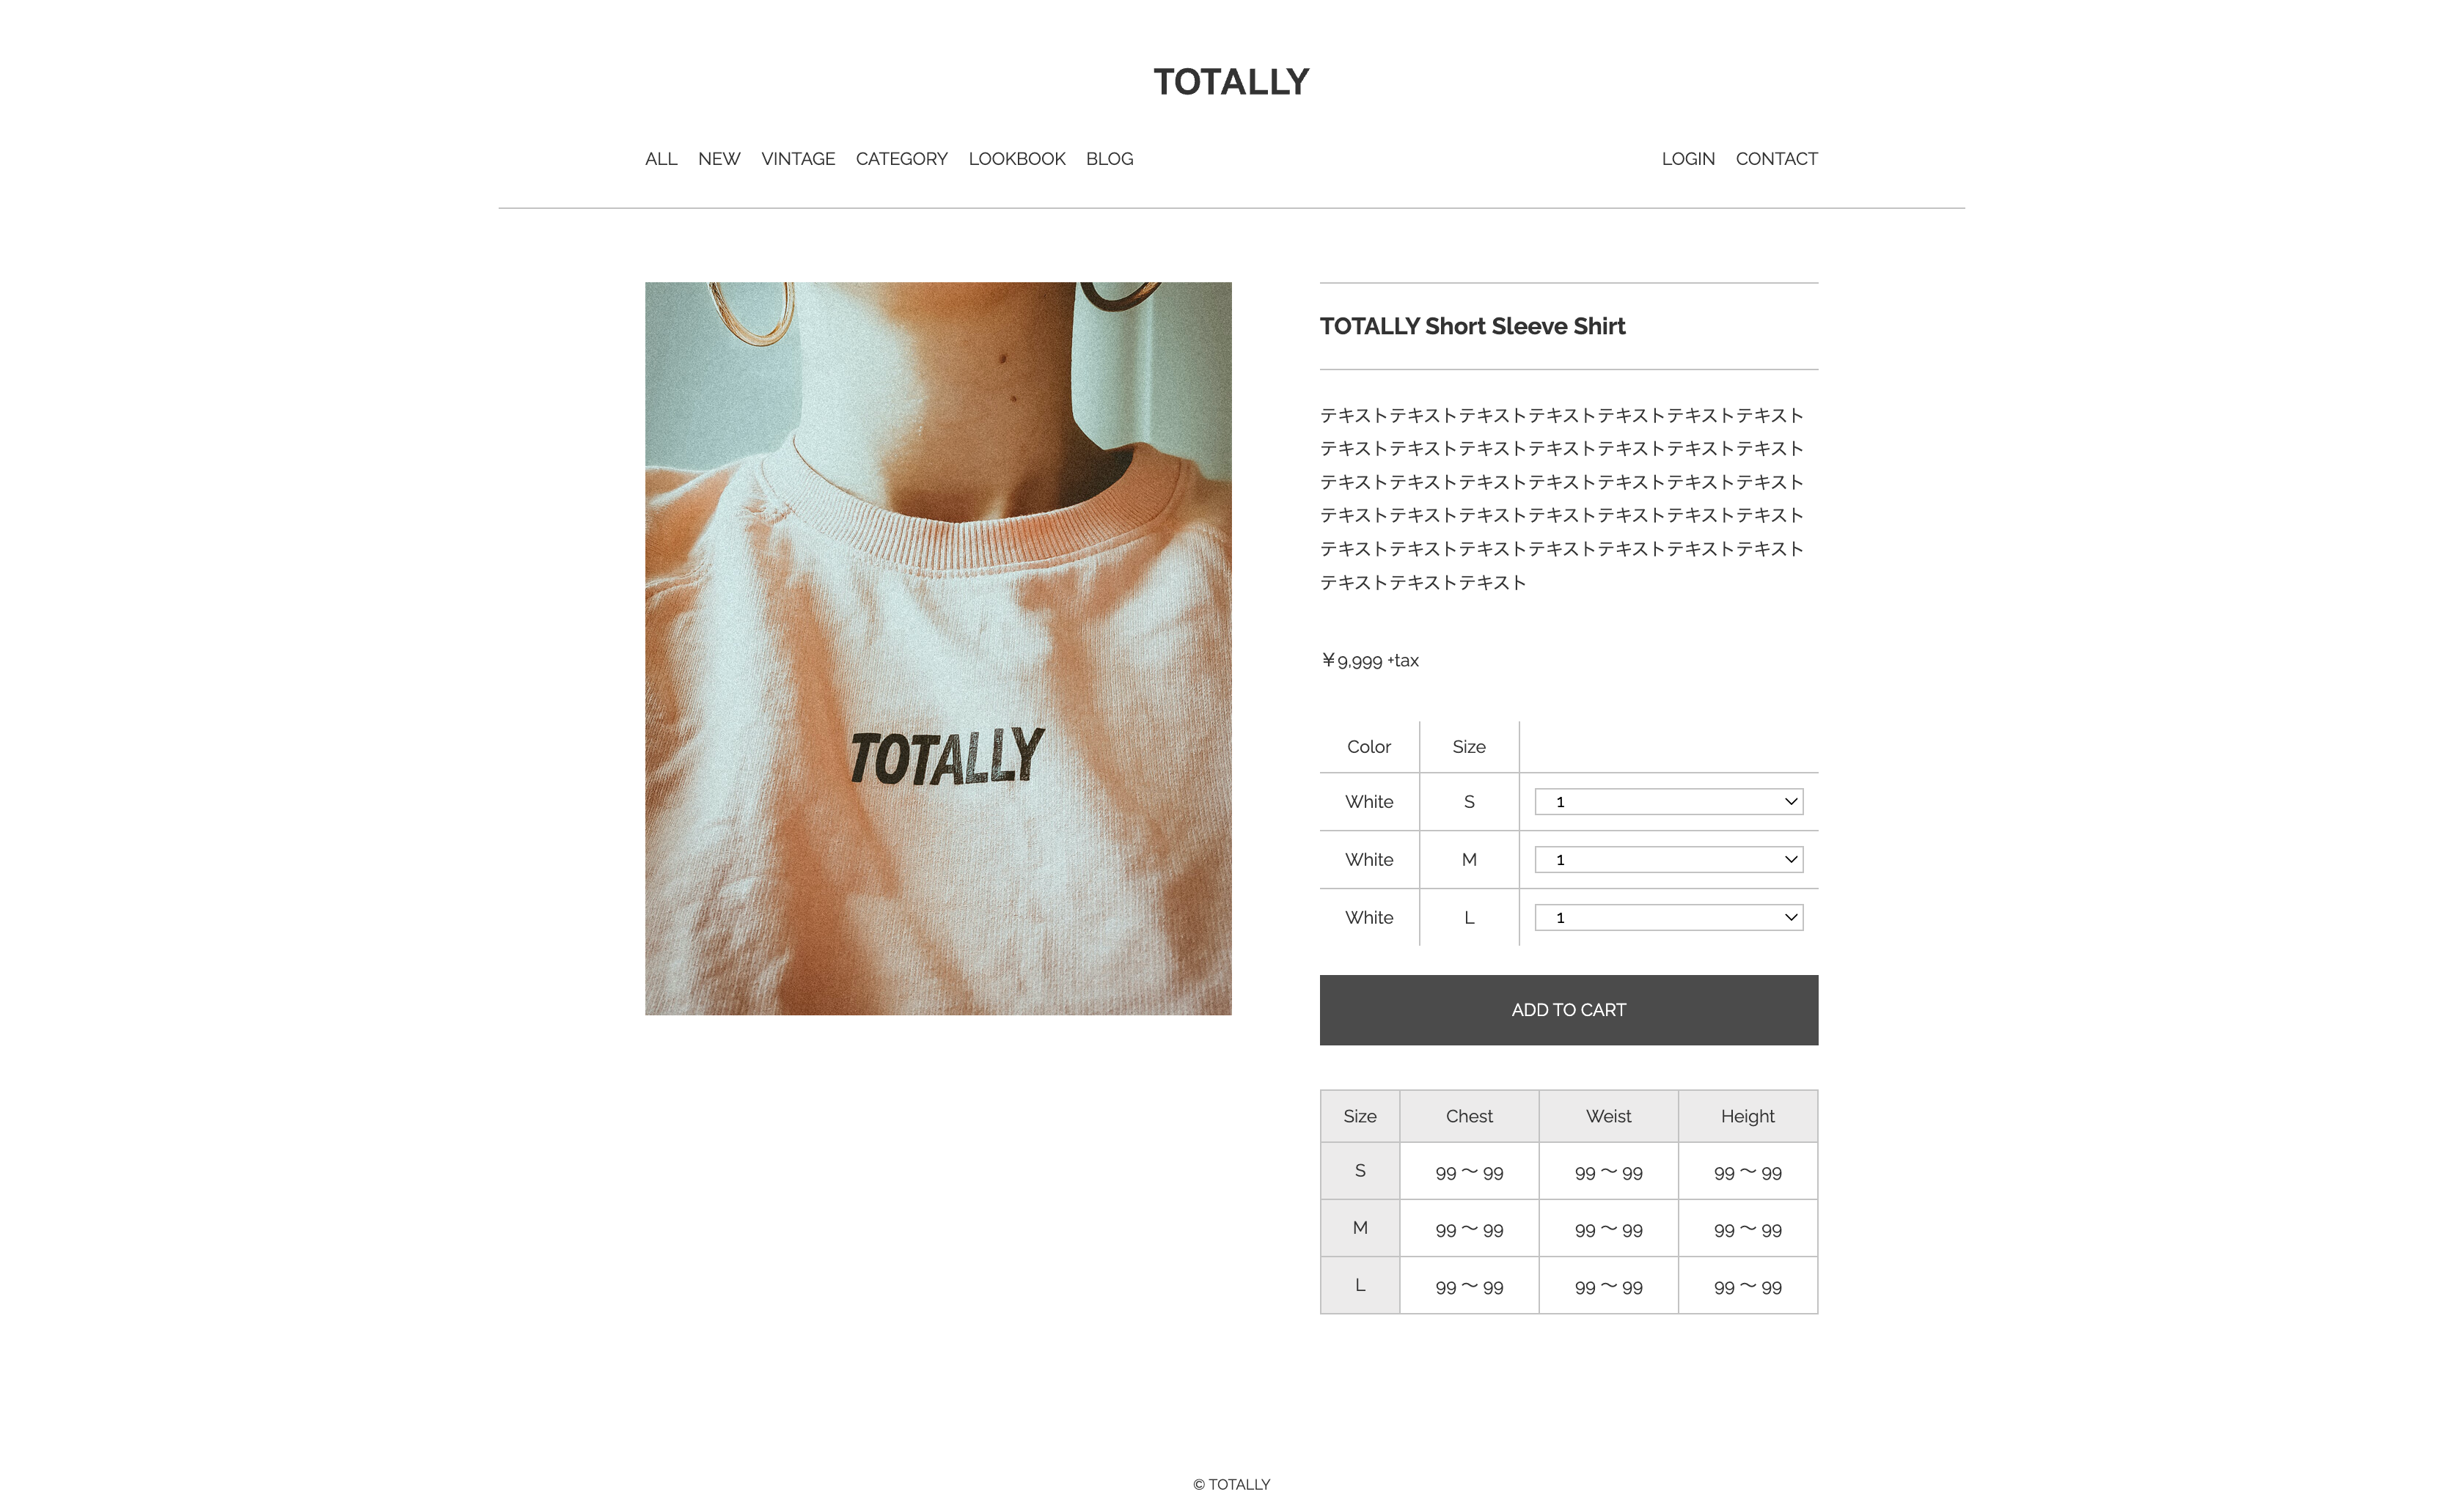 TOTALLY
ALL NEW VINTAGE CATEGORY LOOKBOOK BLOG LOGIN CONTACT
TOTALLY
TOTALLY Short Sleeve Shirt
テキストテキストテキストテキストテキストテキストテキスト
テキストテキストテキストテキストテキストテキストテキスト
テキストテキストテキストテキストテキストテキストテキスト
テキストテキストテキストテキストテキストテキストテキスト
テキストテキストテキストテキストテキストテキストテキスト
テキストテキストテキスト
￥9,999 +tax
Color Size
White S 1
White M 1
White L 1
ADD TO CART
Size Chest Weist Height
S 99 〜 99 99 〜 99 99 〜 99
M 99 〜 99 99 〜 99 99 〜 99
L 99 〜 99 99 〜 99 99 〜 99
© TOTALLY